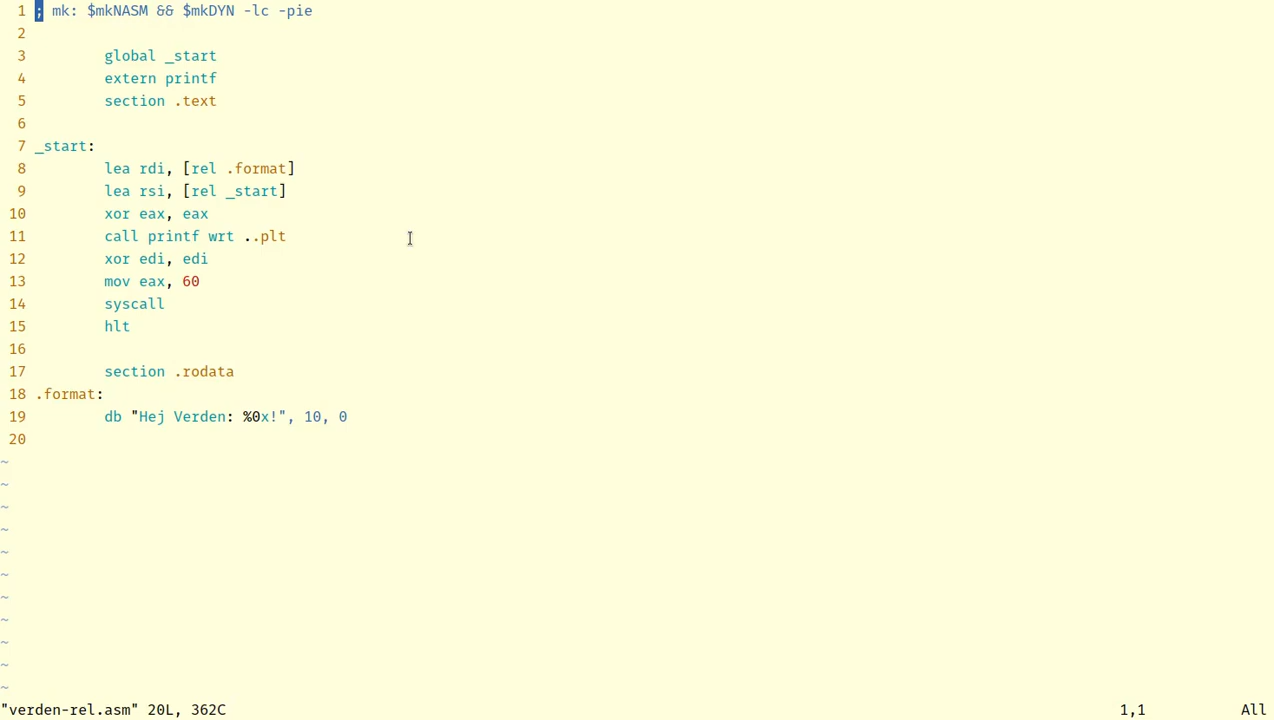 1 ; mk: $mkNASM && $mkDYN -lc -pie
2
3 global _start
4 extern printf
5 section .text
6
7 _start:
8 lea rdi, [rel .format]
9 lea rsi, [rel _start]
10 xor eax, eax
11 call printf wrt ..plt
12 xor edi, edi
13 mov eax, 60
14 syscall
15 hlt
16
17 section .rodata
18 .format:
19 db "Hej Verden: %0x!", 10, 0
20
~
~
~
~
~
~
~
~
~
~
~
"verden-rel.asm" 20L, 362C 1,1 All